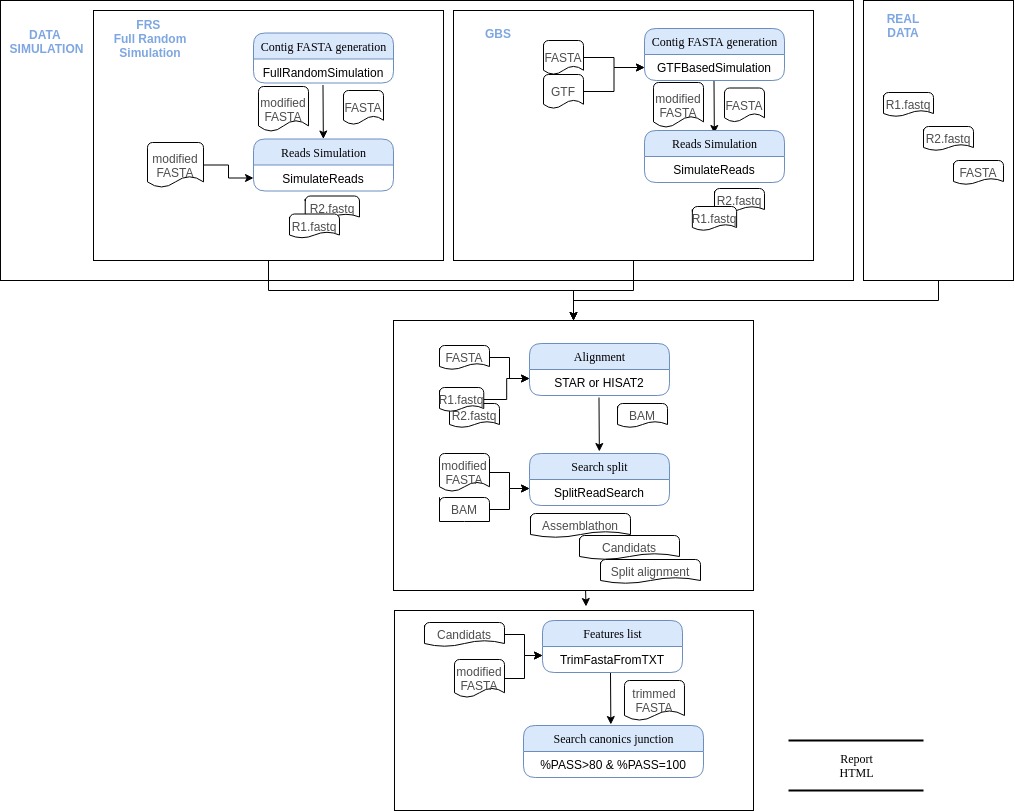 DATA
SIMULATION
FRS
Full Random
Simulation
Contig FASTA generation
FullRandomSimulation
modified
FASTA
FASTA
Reads Simulation
SimulateReads
modified
FASTA
R2.fastq
R1.fastq
GBS
FASTA
GTF
Contig FASTA generation
GTFBasedSimulation
modified
FASTA
FASTA
Reads Simulation
SimulateReads
R2.fastq
R1.fastq
REAL
DATA
R1.fastq
R2.fastq
FASTA
FASTA
R1.fastq
R2.fastq
Alignment
STAR or HISAT2
BAM
modified
FASTA
BAM
Search split
SplitReadSearch
Assemblathon
Candidats
Split alignment
Candidats
modified
FASTA
Features list
TrimFastaFromTXT
trimmed
FASTA
Search canonics junction
%PASS>80 & %PASS=100
Report
HTML